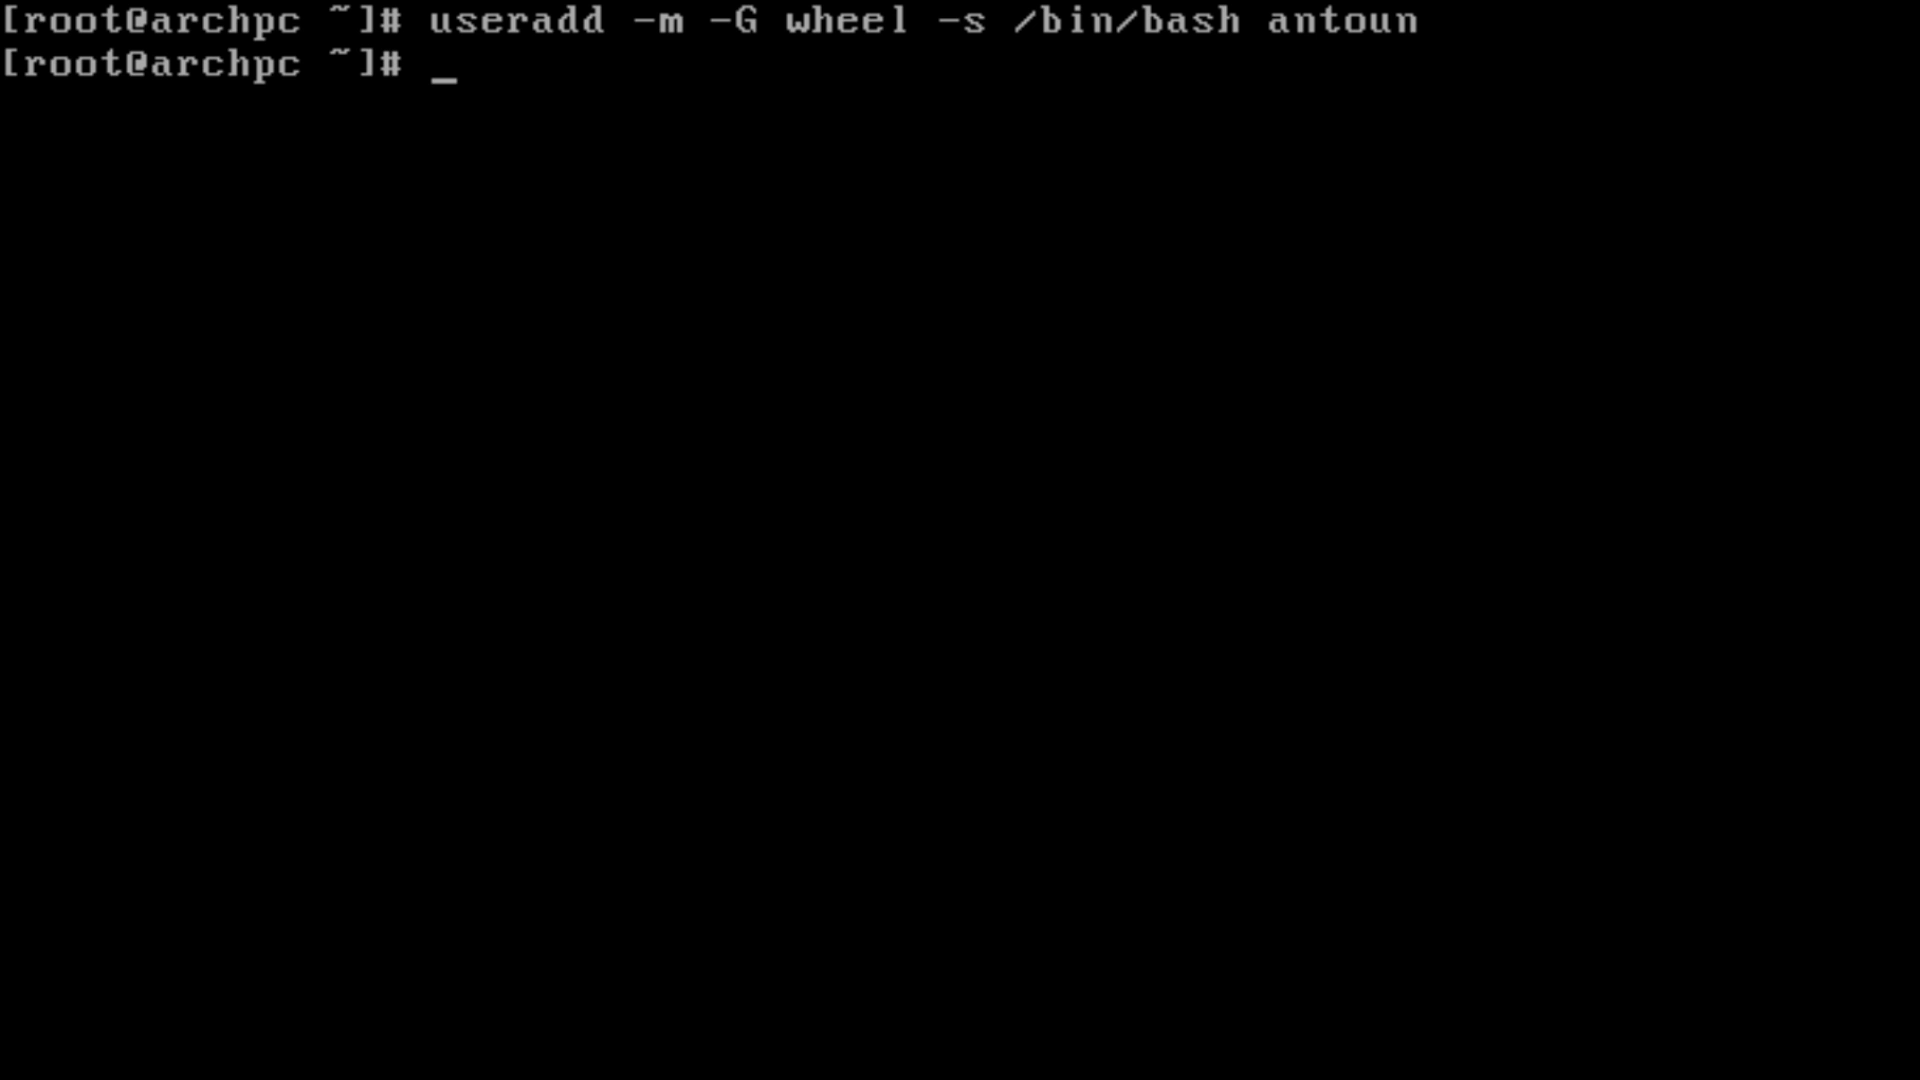 [root@archpc ~]# useradd -m -G wheel -s /bin/bash antoun
[root@archpc ~]# _